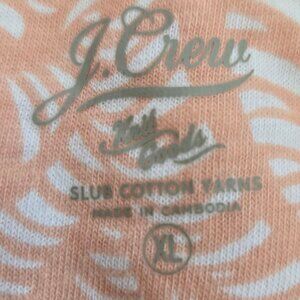 J.Crew
Knit
Goods
SLUB COTTON YARNS
MADE IN CAMBODIA
XL